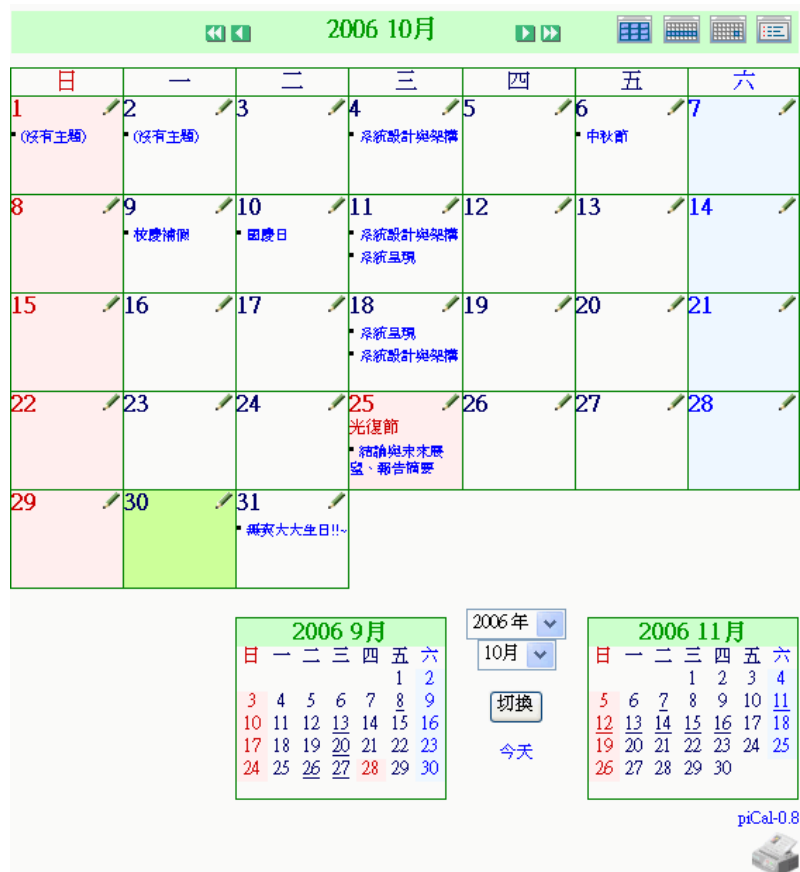 2006 10月
日 一 二 三 四 五 六
1 2 3 4 5 6 7
(沒有主題) (沒有主題) 系統設計與架構 中秋節
8 9 10 11 12 13 14
校慶補假 國慶日 系統設計與架構
系統呈現
15 16 17 18 19 20 21
系統呈現
系統設計與架構
22 23 24 25 26 27 28
光復節
結論與未來展
望、報告摘要
29 30 31
大大生日!!~
2006 9月
日 一 二 三 四 五 六
1 2
3 4 5 6 7 8 9
10 11 12 13 14 15 16
17 18 19 20 21 22 23
24 25 26 27 28 29 30
2006年
10月
切換
今天
2006 11月
日 一 二 三 四 五 六
1 2 3 4
5 6 7 8 9 10 11
12 13 14 15 16 17 18
19 20 21 22 23 24 25
26 27 28 29 30
piCal-0.8